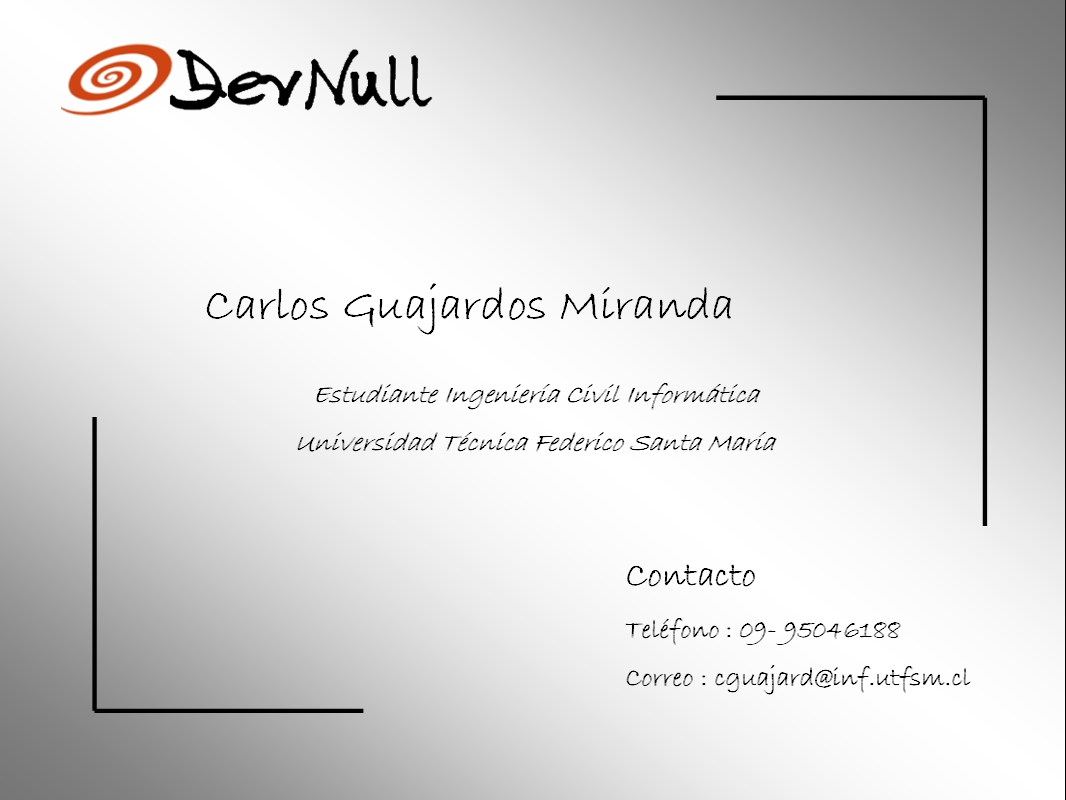 DevNull
Carlos Guajardos Miranda
Estudiante Ingeniería Civil Informática
Universidad Técnica Federico Santa María
Contacto
Teléfono : 09- 95046188
Correo : cguajard@inf.utfsm.cl